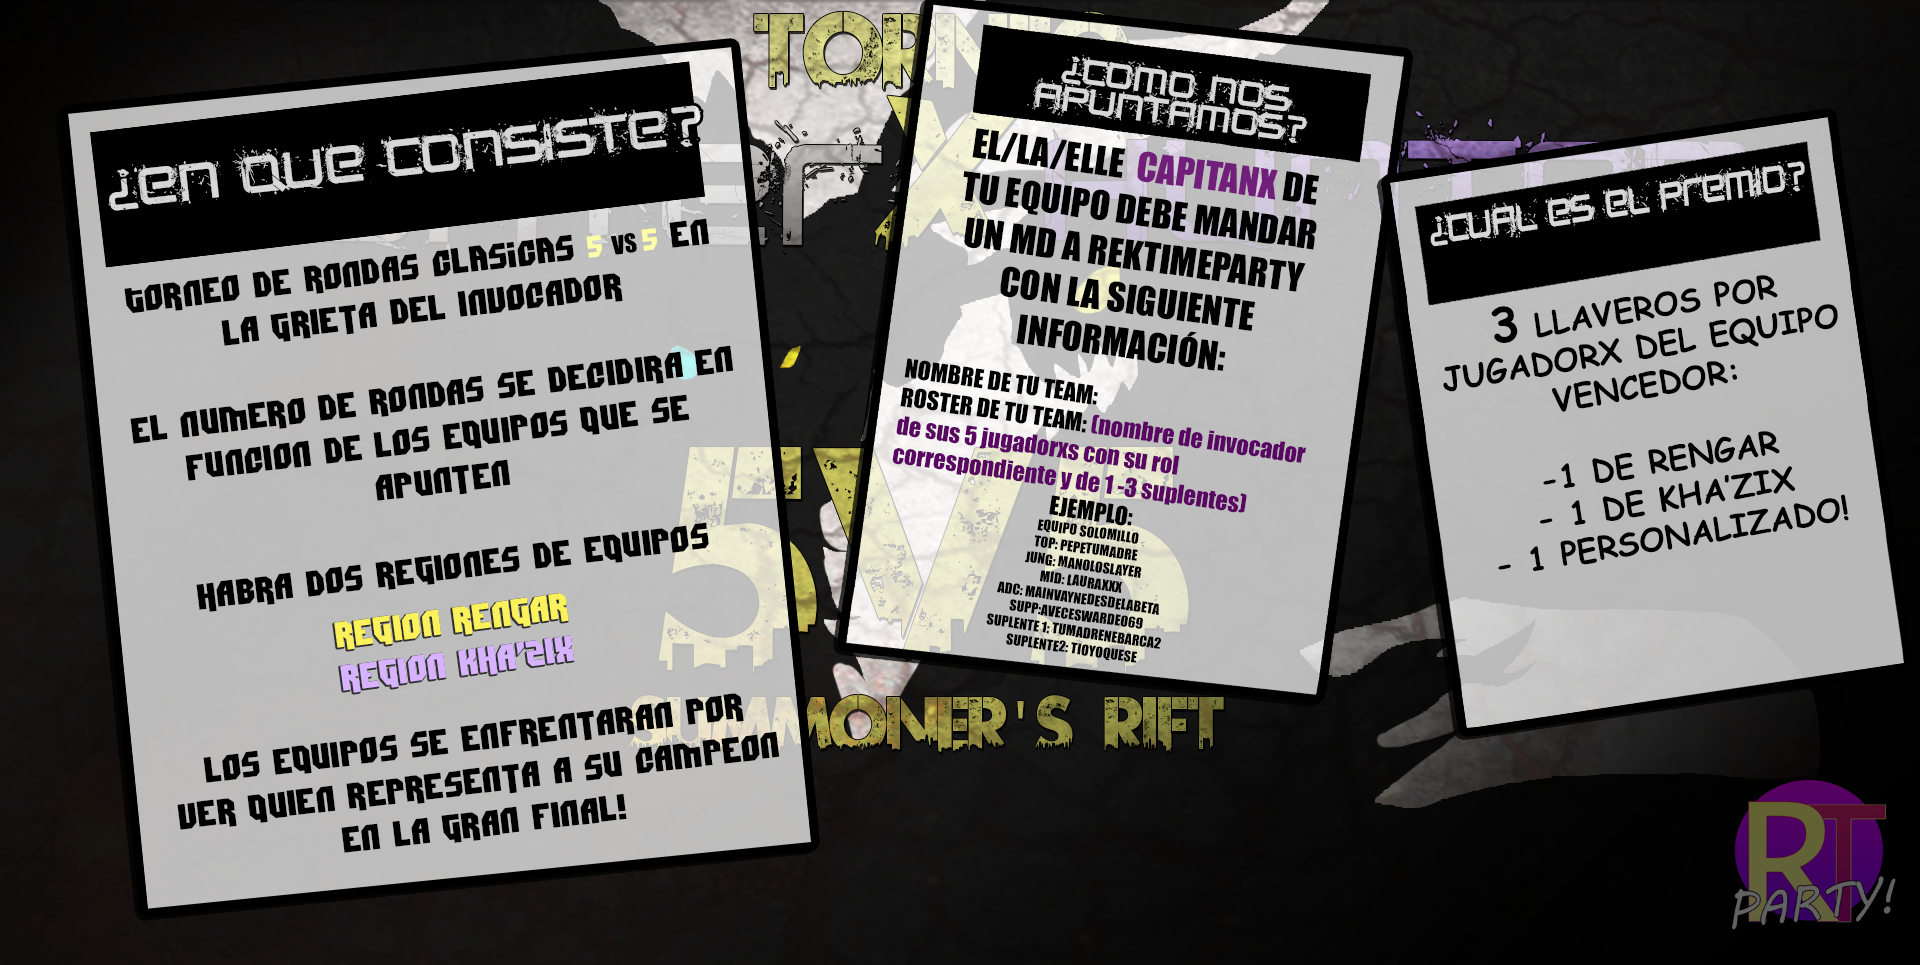 ¿EN QUE CONSISTE?
TORNEO DE RONDAS CLASiCAS 5 VS 5 EN
LA GRIETA DEL INVOCADOR
EL NUMERO DE RONDAS SE DECIDIRA EN
FUNCION DE LOS EQUIPOS QUE SE
APUNTEN
HABRA DOS REGIONES DE EQUIPOS
REGION RENGAR
REGION KHA'ZIX
LOS EQUIPOS SE ENFRENTARAN POR
VER QUIEN REPRESENTA A SU CAMPEON
EN LA GRAN FINAL!
¿COMO NOS
APUNTAMOS?
EL/LA/ELLE CAPITANX DE
TU EQUIPO DEBE MANDAR
UN MD A REKTIMEPARTY
CON LA SIGUIENTE
INFORMACIÓN:
NOMBRE DE TU TEAM:
ROSTER DE TU TEAM: (nombre de invocador
de sus 5 jugadorxs con su rol
correspondiente y de 1 -3 suplentes)
EJEMPLO:
EQUIPO SOLOMILLO
TOP: PEPETUMADRE
JUNG: MANOLOSLAYER
MID: LAURAXXX
ADC: MAINVAYNEDESDELABETA
SUPP:AVECESWARDEO69
SUPLENTE 1: TUMADRENEBARCA2
SUPLENTE2: TIOYOQUESE
¿CUAL ES EL PREMIO?
3 LLAVEROS POR
JUGADORX DEL EQUIPO
VENCEDOR:
-1 DE RENGAR
- 1 DE KHA'ZIX
- 1 PERSONALIZADO!
5V5
SUMMONER'S RIFT
RT
PARTY!